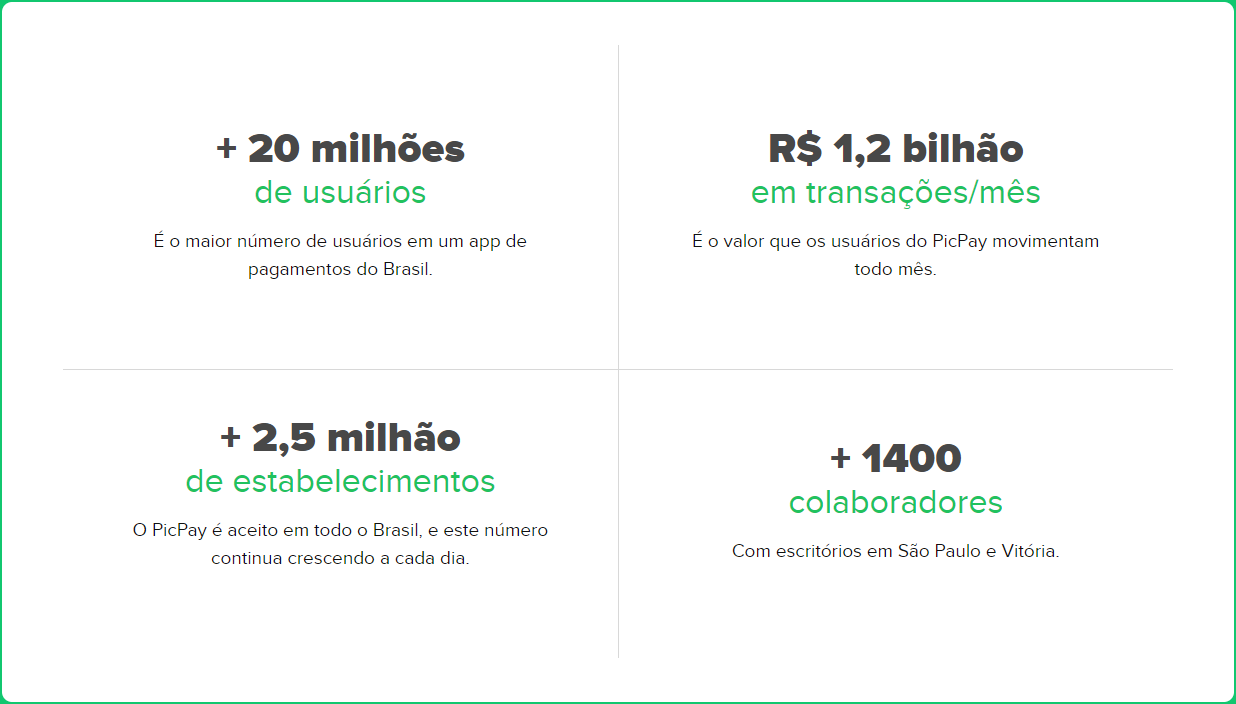 + 20 milhões
de usuários
É o maior número de usuários em um app de
pagamentos do Brasil.
R$ 1,2 bilhão
em transações/mês
É o valor que os usuários do PicPay movimentam
todo mês.
+ 2,5 milhão
de estabelecimentos
O PicPay é aceito em todo o Brasil, e este número
continua crescendo a cada dia.
+ 1400
colaboradores
Com escritórios em São Paulo e Vitória.